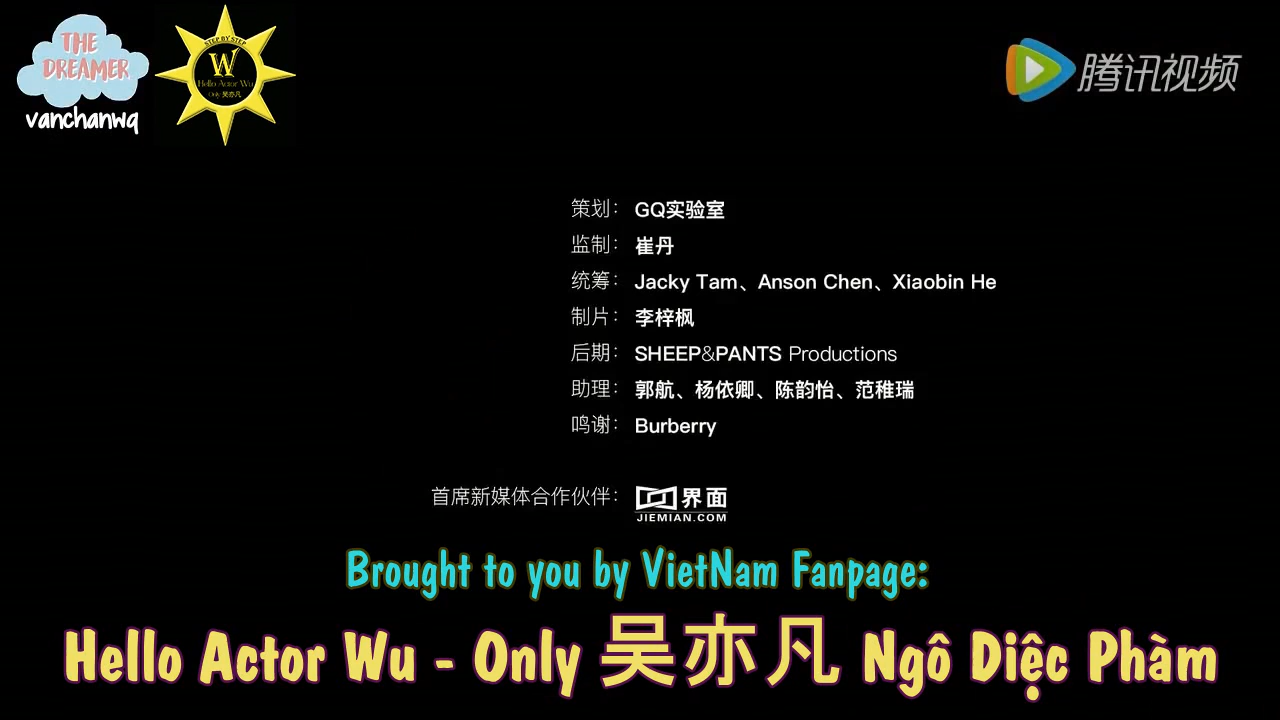 THE
DREAMER
vanchanwq
STEP BY STEP
W
Hello Actor Wu
Only 吴亦凡
腾讯视频
策划： GQ实验室
监制： 崔丹
统筹： Jacky Tam、Anson Chen、Xiaobin He
制片： 李梓枫
后期： SHEEP&PANTS Productions
助理： 郭航、杨依卿、陈韵怡、范稚瑞
鸣谢： Burberry
首席新媒体合作伙伴： 界面
JIEMIAN.COM
Brought to you by VietNam Fanpage:
Hello Actor Wu - Only 吴亦凡 Ngô Diệc Phàm